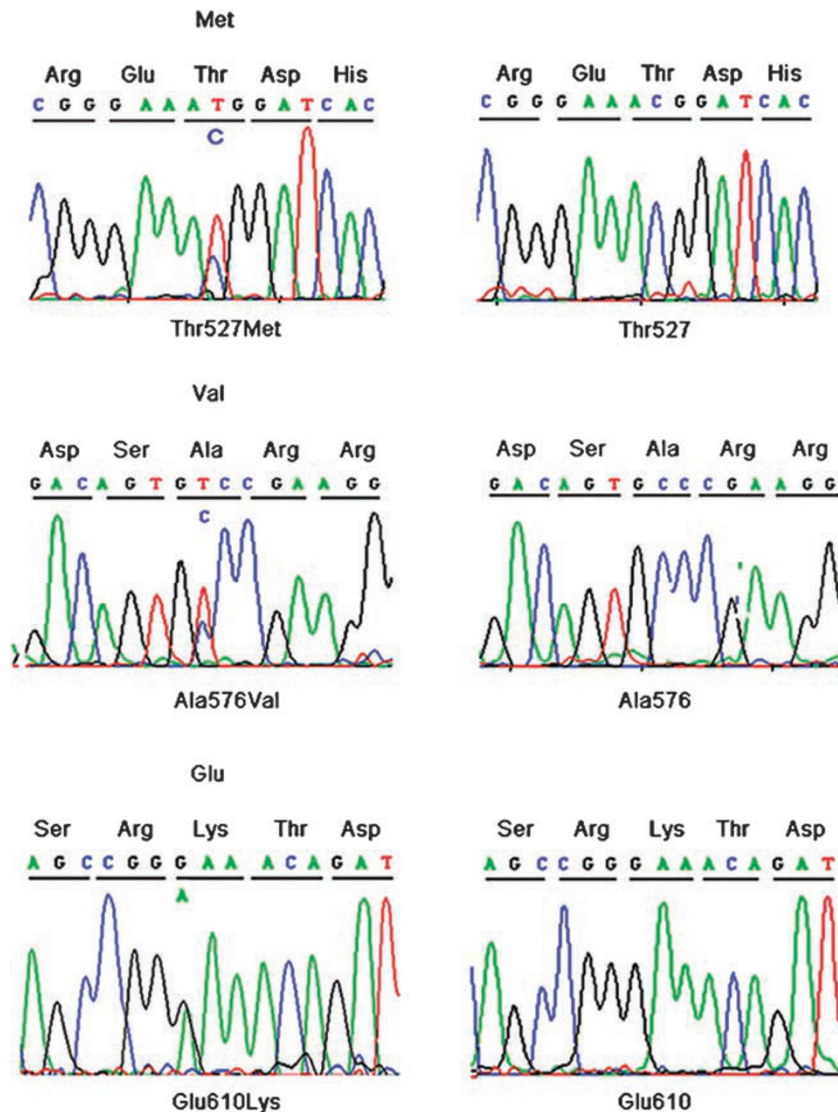 Met
Arg Glu Thr Asp His
C G G G A A A T G G A T C A C
C
Thr527Met
Arg Glu Thr Asp His
C G G G A A A C G G A T C A C
Thr527
Val
Asp Ser Ala Arg Arg
G A C A G T G T C C G A A G G
C
Ala576Val
Asp Ser Ala Arg Arg
G A C A G T G C C C G A A G G
Ala576
Glu
Ser Arg Lys Thr Asp
A G C C G G G A A A C A G A T
A
Glu610Lys
Ser Arg Lys Thr Asp
A G C C G G G A A A C A G A T
Glu610